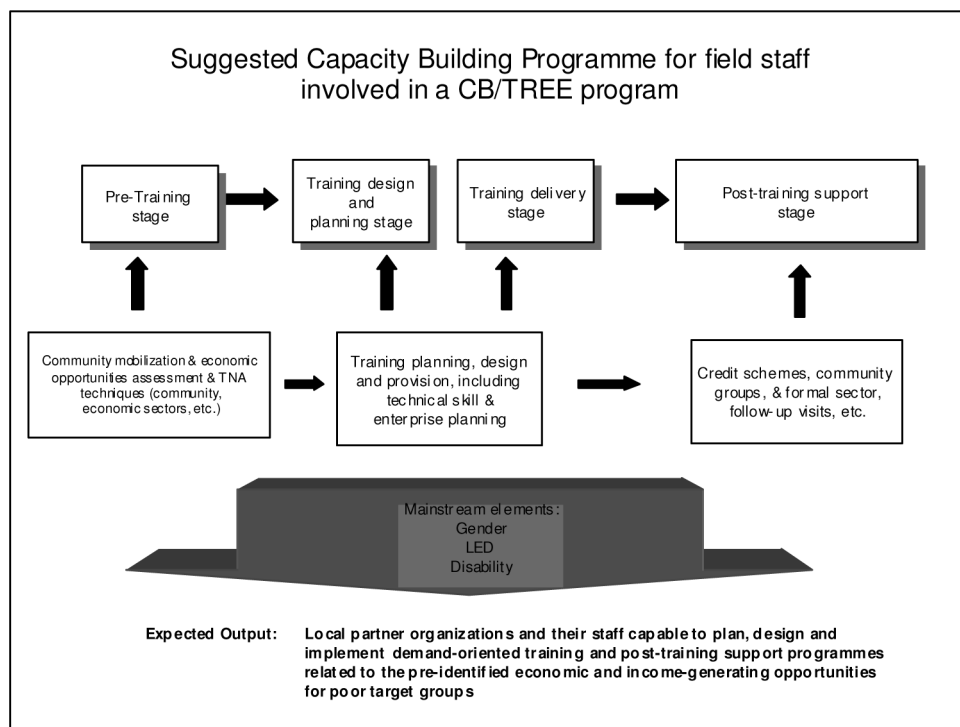 Suggested Capacity Building Programme for field staff
involved in a CB/TREE program
Pre-Training
stage
Training design
and
planning stage
Training delivery
stage
Post-training support
stage
Community mobilization & economic
opportunities assessment & TNA
techniques (community,
economic sectors, etc.)
Training planning, design
and provision, including
technical skill &
enterprise planning
Credit schemes, community
groups, & formal sector,
follow-up visits, etc.
Mainstream elements:
Gender
LED
Disability
Expected Output: Local partner organizations and their staff capable to plan, design and
implement demand-oriented training and post-training support programmes
related to the pre-identified economic and income-generating opportunities
for poor target groups